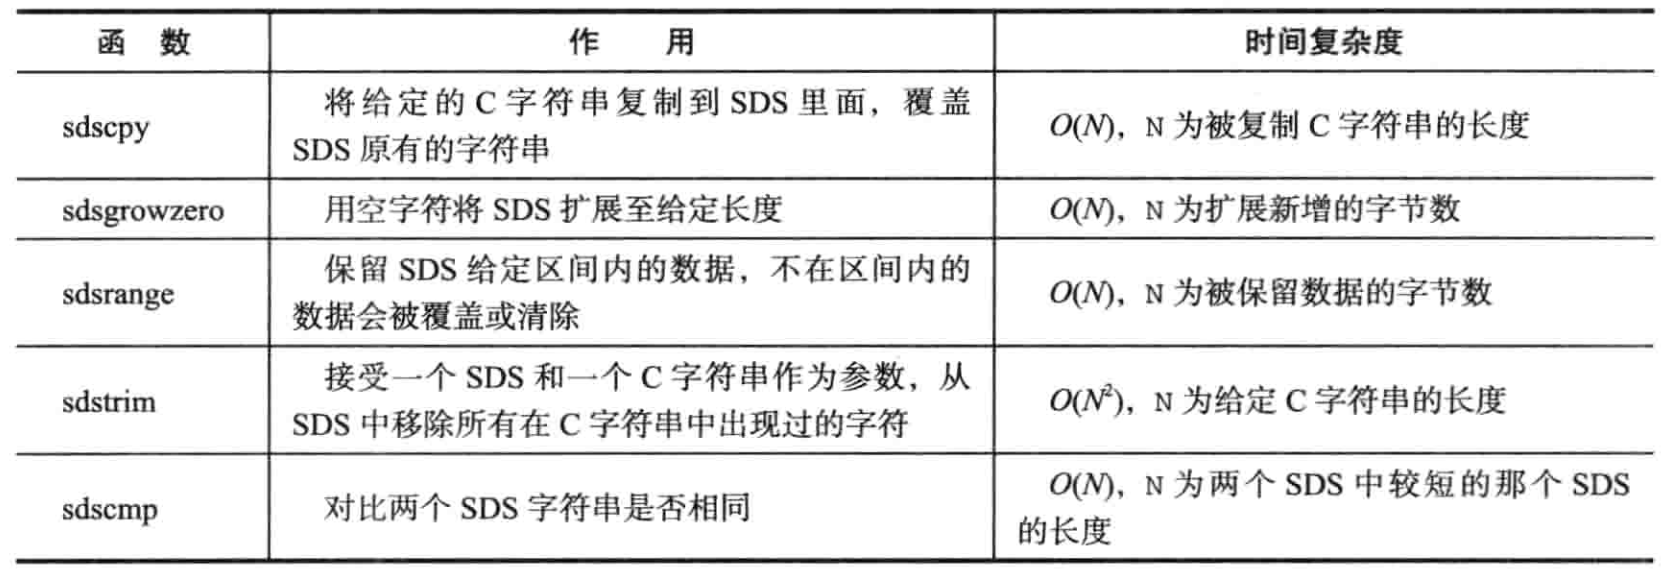 函 数 作 用 时间复杂度
sdscpy 将给定的 C 字符串复制到 SDS 里面，覆盖
SDS 原有的字符串 O(N)，N 为被复制 C 字符串的长度
sdsgrowzero 用空字符将 SDS 扩展至给定长度 O(N)，N 为扩展新增的字节数
sdsrange 保留 SDS 给定区间内的数据，不在区间内的
数据会被覆盖或清除 O(N)，N 为被保留数据的字节数
sdstrim 接受一个 SDS 和一个 C 字符串作为参数，从
SDS 中移除所有在 C 字符串中出现过的字符 O(N²)，N 为给定 C 字符串的长度
sdscmp 对比两个 SDS 字符串是否相同 O(N)，N 为两个 SDS 中较短的那个 SDS
的长度